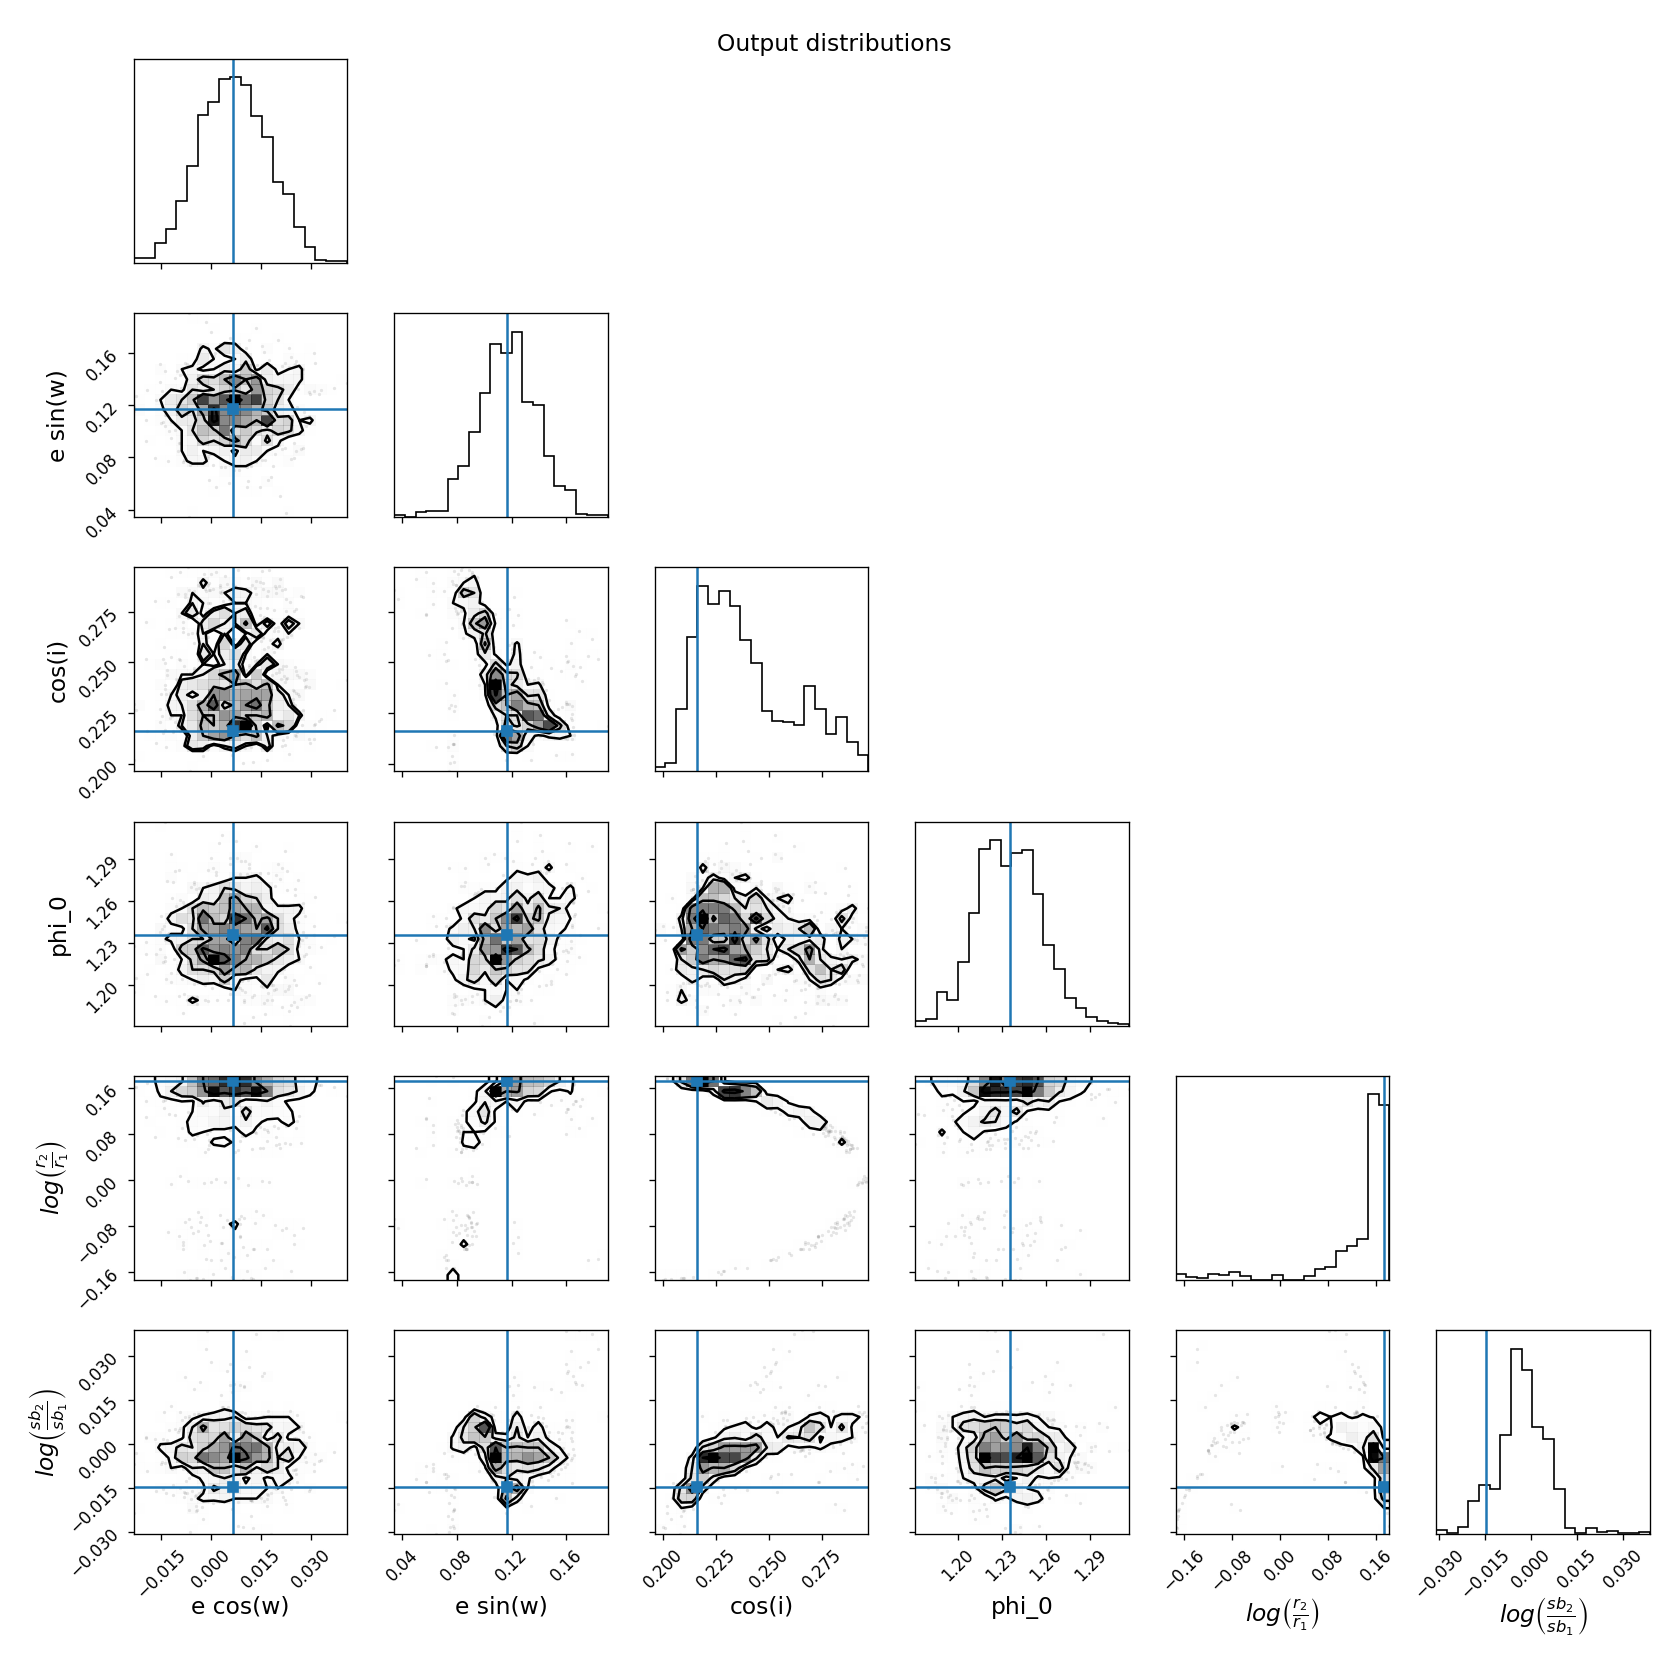 Output distributions
e sin(w)
0.16
0.12
0.08
0.04
cos(i)
0.275
0.250
0.225
0.200
phi_0
1.29
1.26
1.23
1.20
log(r2/r1)
0.16
0.08
0.00
−0.08
−0.16
log(sb2/sb1)
0.030
0.015
0.000
−0.015
−0.030
−0.015 0.000 0.015 0.030
0.04 0.08 0.12 0.16
0.200 0.225 0.250 0.275
1.20 1.23 1.26 1.29
−0.16 −0.08 0.00 0.08 0.16
−0.030 −0.015 0.000 0.015 0.030
e cos(w)
e sin(w)
cos(i)
phi_0
log(r2/r1)
log(sb2/sb1)